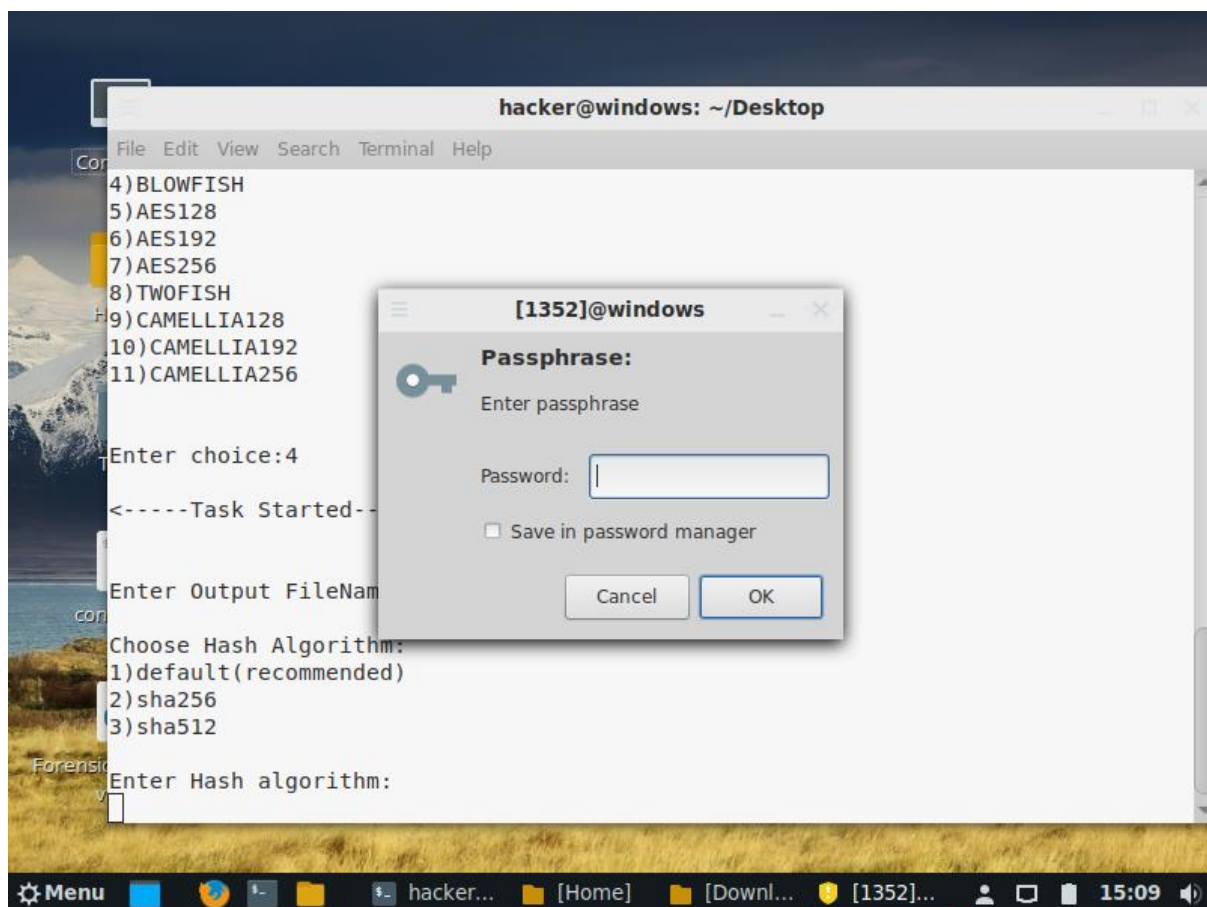 hacker@windows: ~/Desktop
File Edit View Search Terminal Help
4)BLOWFISH
5)AES128
6)AES192
7)AES256
8)TWOFISH
9)CAMELLIA128
10)CAMELLIA192
11)CAMELLIA256
Enter choice:4
<-----Task Started--
Enter Output FileNam
Choose Hash Algorithm:
1)default(recommended)
2)sha256
3)sha512
Enter Hash algorithm:
[1352]@windows
Passphrase:
Enter passphrase
Password:
Save in password manager
Cancel OK
Cor
H
T
con
Forensic
v
Menu hacker... [Home] [Downl... [1352]... 15:09